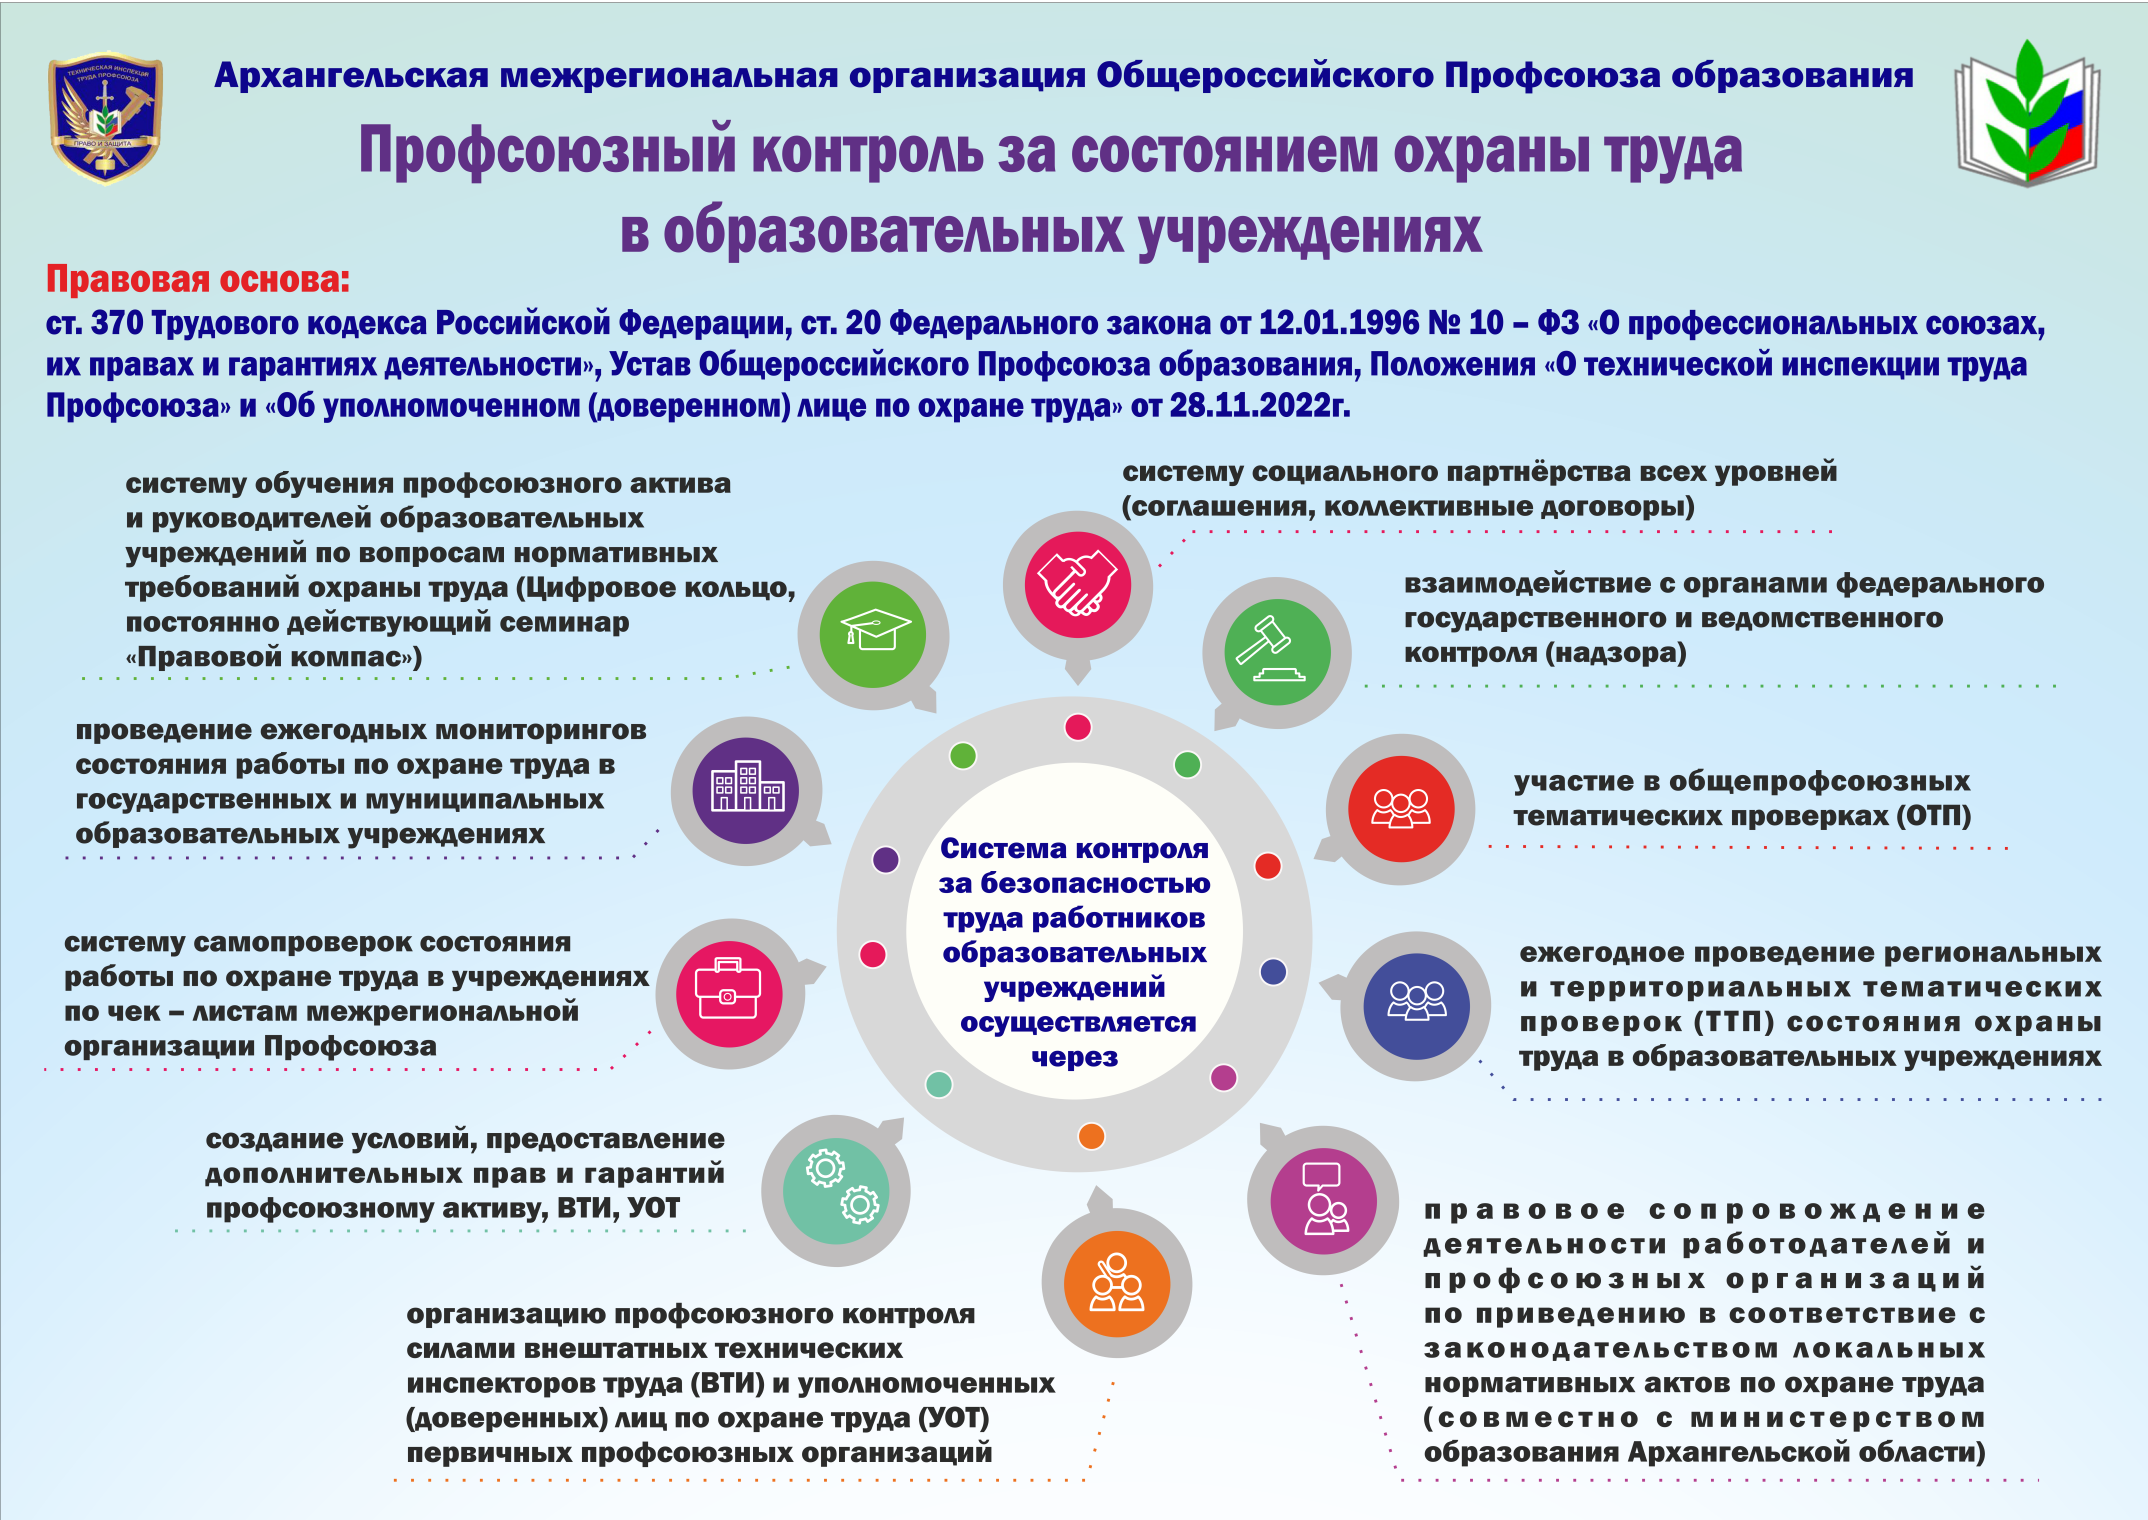 ТЕХНИЧЕСКАЯ ИНСПЕКЦИЯ
ТРУДА ПРОФСОЮЗА
ПРАВО И ЗАЩИТА
Архангельская межрегиональная организация Общероссийского Профсоюза образования
Профсоюзный контроль за состоянием охраны труда
в образовательных учреждениях
Правовая основа:
ст. 370 Трудового кодекса Российской Федерации, ст. 20 Федерального закона от 12.01.1996 № 10 – ФЗ «О профессиональных союзах,
их правах и гарантиях деятельности», Устав Общероссийского Профсоюза образования, Положения «О технической инспекции труда
Профсоюза» и «Об уполномоченном (доверенном) лице по охране труда» от 28.11.2022г.
систему социального партнёрства всех уровней
(соглашения, коллективные договоры)
взаимодействие с органами федерального
государственного и ведомственного
контроля (надзора)
участие в общепрофсоюзных
тематических проверках (ОТП)
ежегодное проведение региональных
и территориальных тематических
проверок (ТТП) состояния охраны
труда в образовательных учреждениях
правовое сопровождение
деятельности работодателей и
профсоюзных организаций
по приведению в соответствие с
законодательством локальных
нормативных актов по охране труда
(совместно с министерством
образования Архангельской области)
организацию профсоюзного контроля
силами внештатных технических
инспекторов труда (ВТИ) и уполномоченных
(доверенных) лиц по охране труда (УОТ)
первичных профсоюзных организаций
создание условий, предоставление
дополнительных прав и гарантий
профсоюзному активу, ВТИ, УОТ
систему самопроверок состояния
работы по охране труда в учреждениях
по чек – листам межрегиональной
организации Профсоюза
проведение ежегодных мониторингов
состояния работы по охране труда в
государственных и муниципальных
образовательных учреждениях
систему обучения профсоюзного актива
и руководителей образовательных
учреждений по вопросам нормативных
требований охраны труда (Цифровое кольцо,
постоянно действующий семинар
«Правовой компас»)
Система контроля
за безопасностью
труда работников
образовательных
учреждений
осуществляется
через